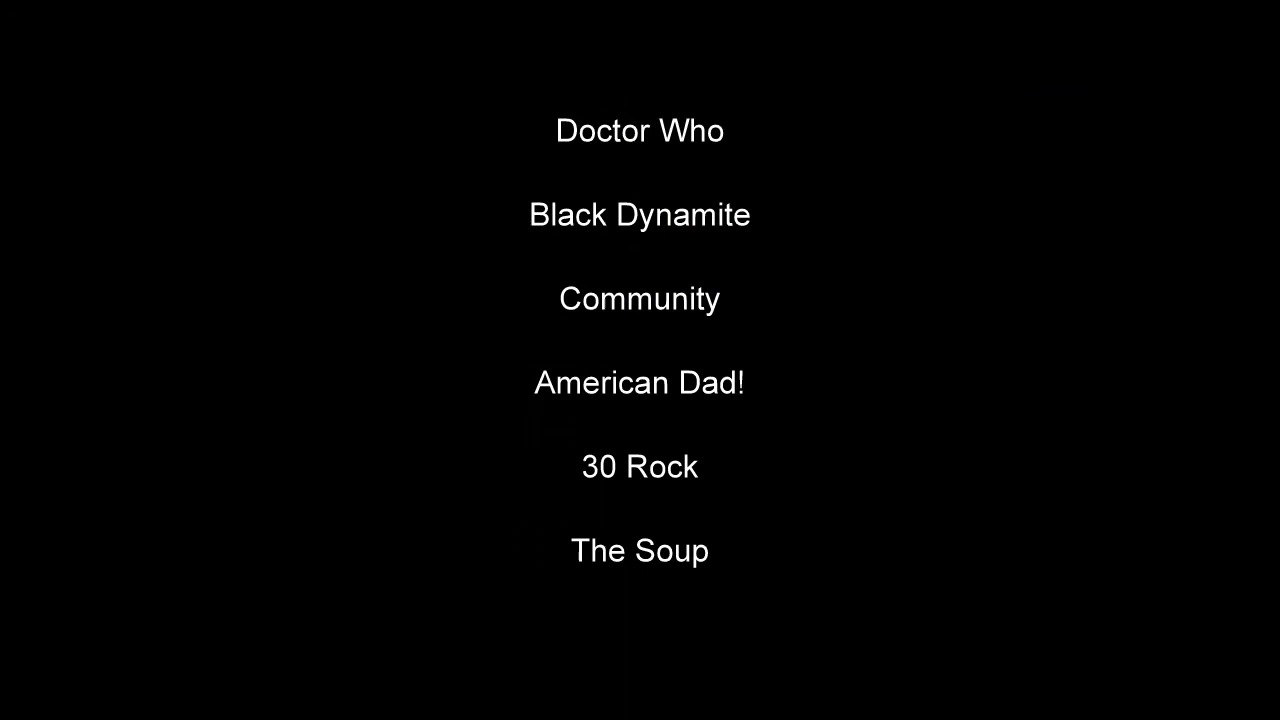 Doctor Who
Black Dynamite
Community
American Dad!
30 Rock
The Soup